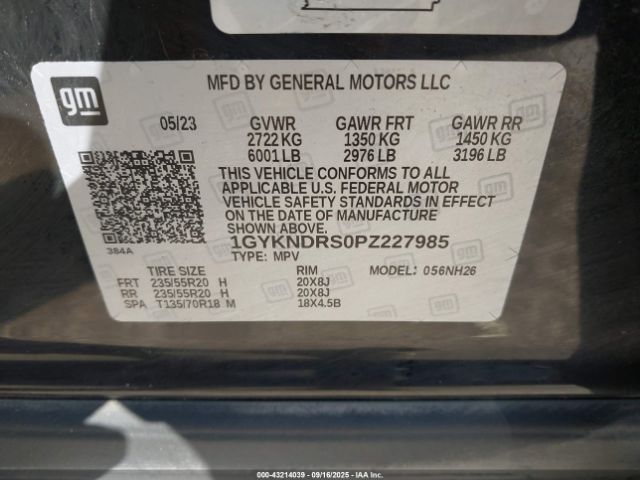 gm
MFD BY GENERAL MOTORS LLC
05/23 GVWR GAWR FRT GAWR RR
2722 KG 1350 KG 1450 KG
6001 LB 2976 LB 3196 LB
THIS VEHICLE CONFORMS TO ALL
APPLICABLE U.S. FEDERAL MOTOR
VEHICLE SAFETY STANDARDS IN EFFECT
ON THE DATE OF MANUFACTURE
SHOWN ABOVE.
1GYKNDRS0PZ227985
384A
TYPE: MPV MODEL: 056NH26
TIRE SIZE RIM
FRT 235/55R20 H 20X8J
RR 235/55R20 H 20X8J
SPA T135/70R18 M 18X4.5B
000-43214039 - 09/16/2025 - Copyright © 2025 IAA, Inc.